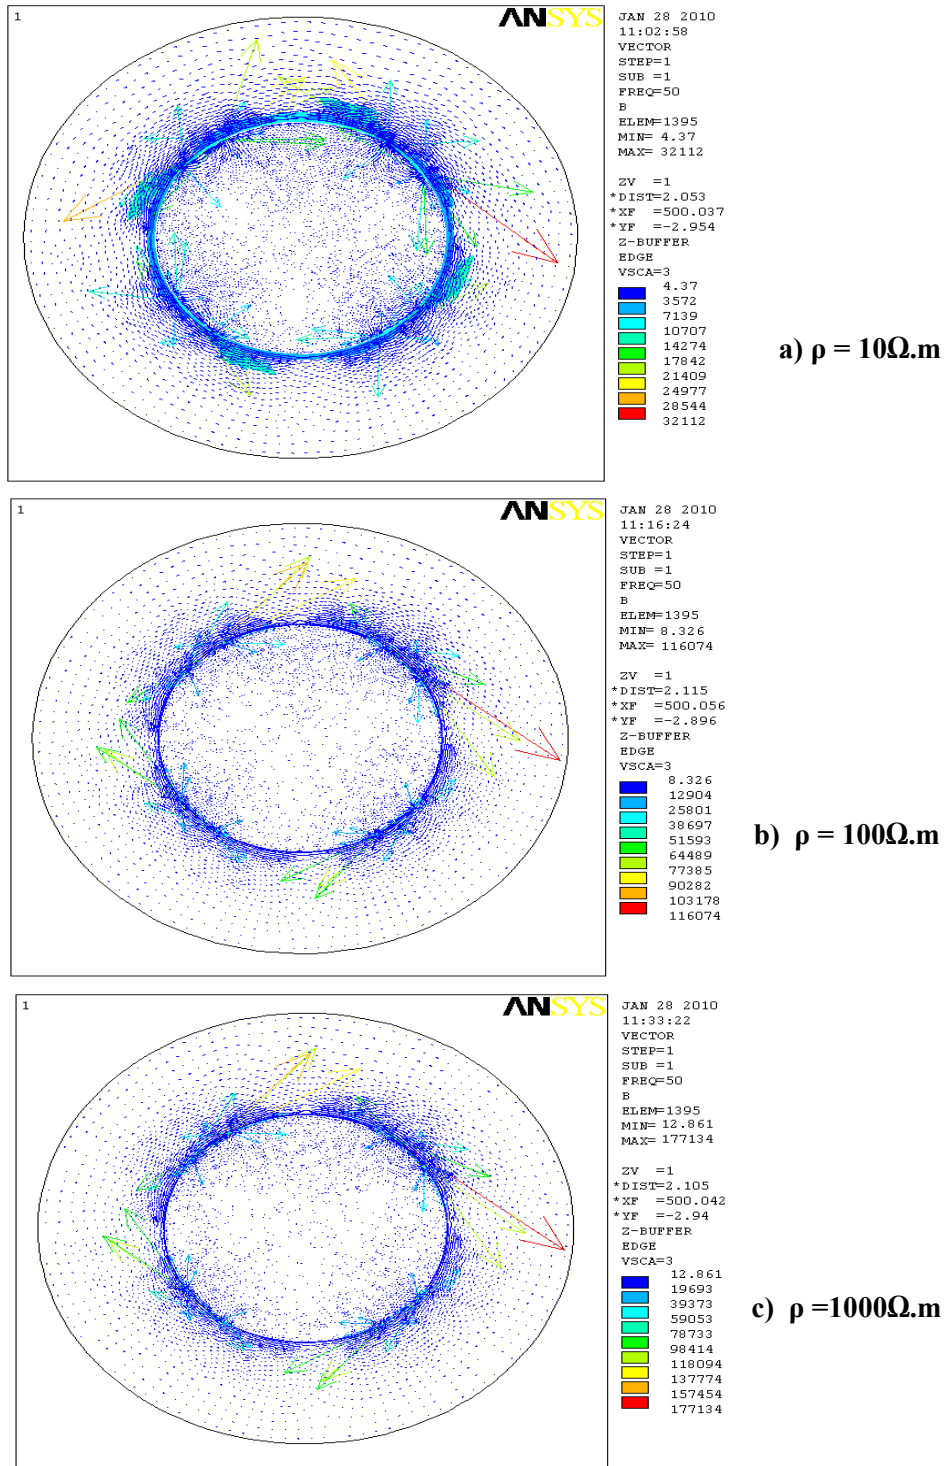 1
ANSYS
JAN 28 2010
11:02:58
VECTOR
STEP=1
SUB =1
FREQ=50
B
ELEM=1395
MIN= 4.37
MAX= 32112
ZV =1
*DIST=2.053
*XF =500.037
*YF =-2.954
Z-BUFFER
EDGE
VSCA=3
4.37
3572
7139
10707
14274
17842
21409
24977
28544
32112
a) ρ = 10Ω.m
1
ANSYS
JAN 28 2010
11:16:24
VECTOR
STEP=1
SUB =1
FREQ=50
B
ELEM=1395
MIN= 8.326
MAX= 116074
ZV =1
*DIST=2.115
*XF =500.056
*YF =-2.896
Z-BUFFER
EDGE
VSCA=3
8.326
12904
25801
38697
51593
64489
77385
90282
103178
116074
b) ρ = 100Ω.m
1
ANSYS
JAN 28 2010
11:33:22
VECTOR
STEP=1
SUB =1
FREQ=50
B
ELEM=1395
MIN= 12.861
MAX= 177134
ZV =1
*DIST=2.105
*XF =500.042
*YF =-2.94
Z-BUFFER
EDGE
VSCA=3
12.861
19693
39373
59053
78733
98414
118094
137774
157454
177134
c) ρ =1000Ω.m